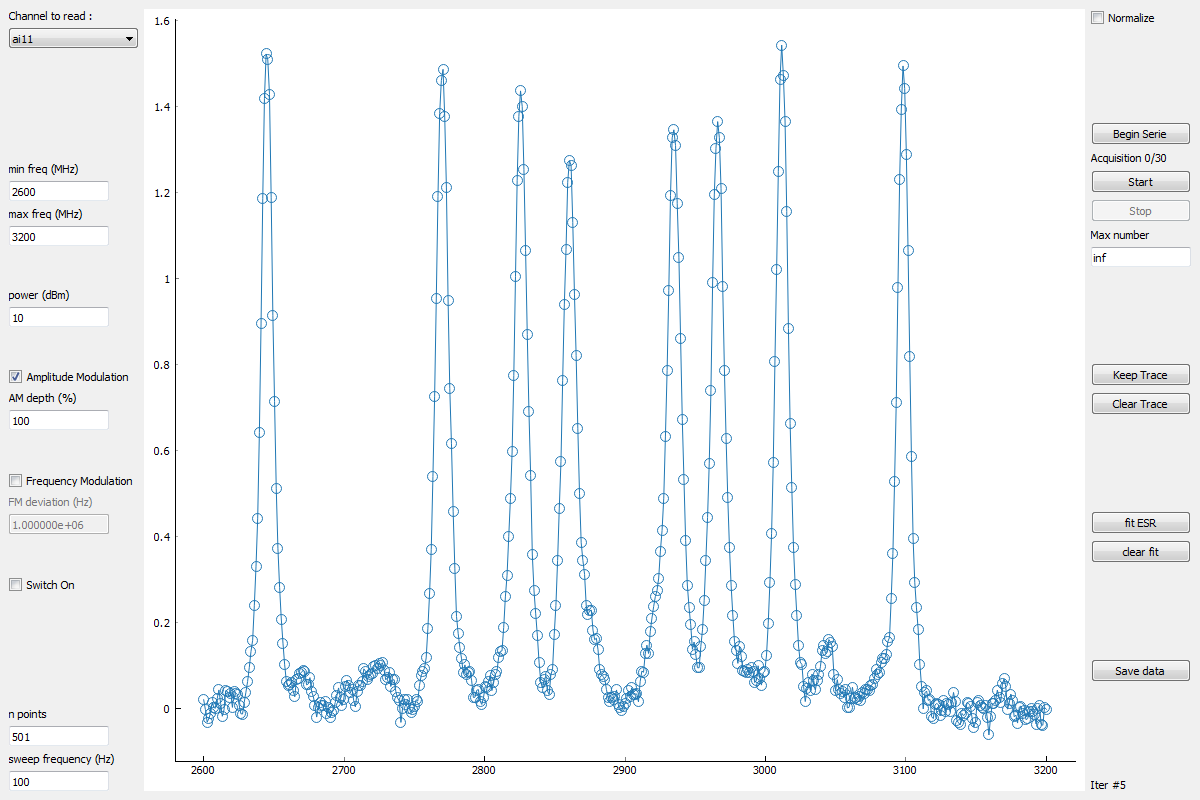 Channel to read :
ai11
min freq (MHz)
2600
max freq (MHz)
3200
power (dBm)
10
Amplitude Modulation
AM depth (%)
100
Frequency Modulation
FM deviation (Hz)
1.000000e+06
Switch On
n points
501
sweep frequency (Hz)
100
1.6
1.4
1.2
1
0.8
0.6
0.4
0.2
0
2600 2700 2800 2900 3000 3100 3200
Normalize
Begin Serie
Acquisition 0/30
Start
Stop
Max number
inf
Keep Trace
Clear Trace
fit ESR
clear fit
Save data
Iter #5